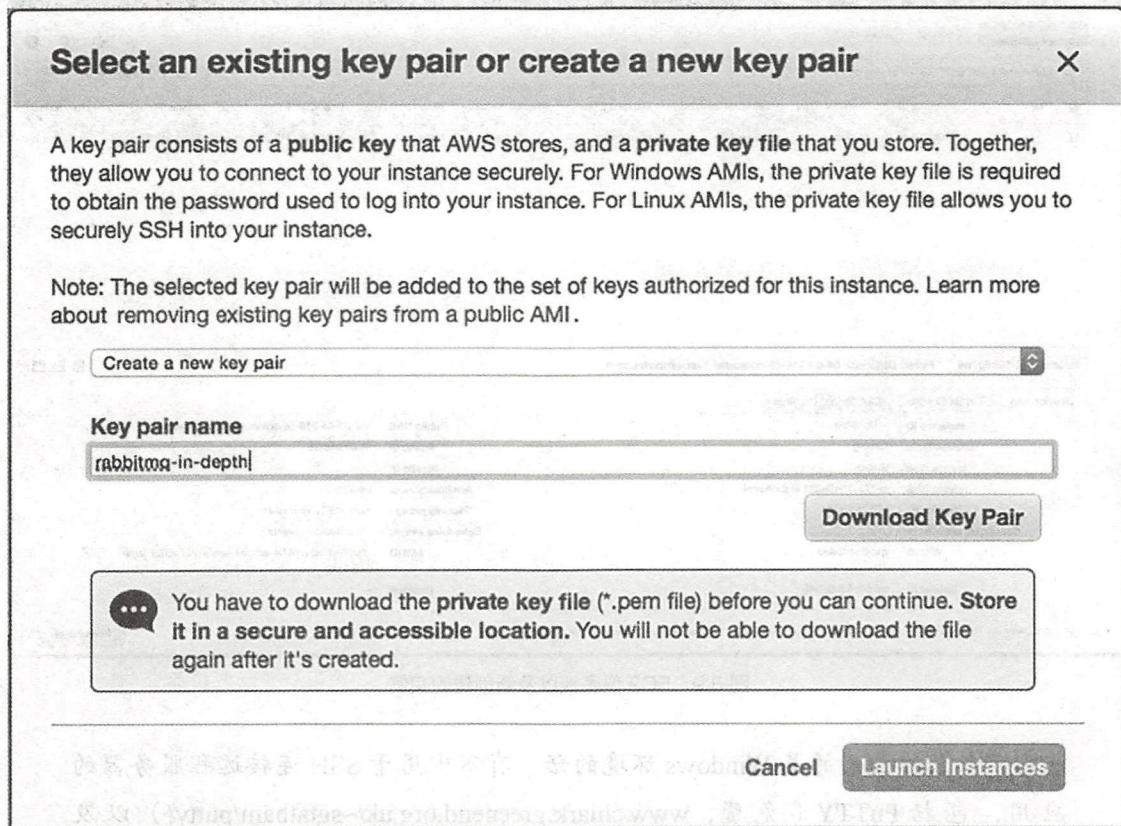 Select an existing key pair or create a new key pair
×
A key pair consists of a public key that AWS stores, and a private key file that you store. Together,
they allow you to connect to your instance securely. For Windows AMIs, the private key file is required
to obtain the password used to log into your instance. For Linux AMIs, the private key file allows you to
securely SSH into your instance.
Note: The selected key pair will be added to the set of keys authorized for this instance. Learn more
about removing existing key pairs from a public AMI.
Create a new key pair
Key pair name
rabbitmq-in-depth
Download Key Pair
You have to download the private key file (*.pem file) before you can continue. Store
it in a secure and accessible location. You will not be able to download the file
again after it's created.
Cancel
Launch Instances